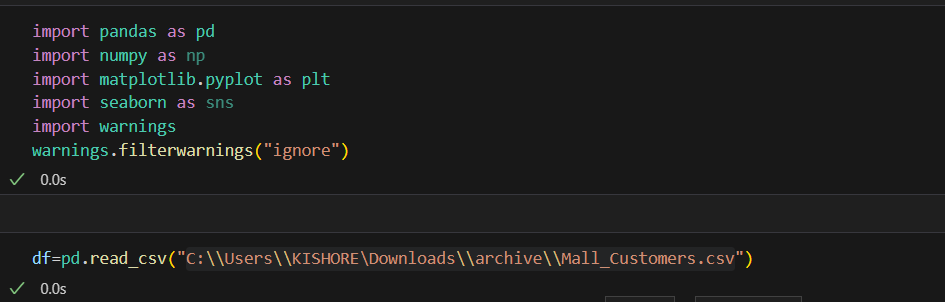 import pandas as pd
import numpy as np
import matplotlib.pyplot as plt
import seaborn as sns
import warnings
warnings.filterwarnings("ignore")
0.0s
df=pd.read_csv("C:\\Users\\KISHORE\Downloads\\archive\\Mall_Customers.csv")
0.0s